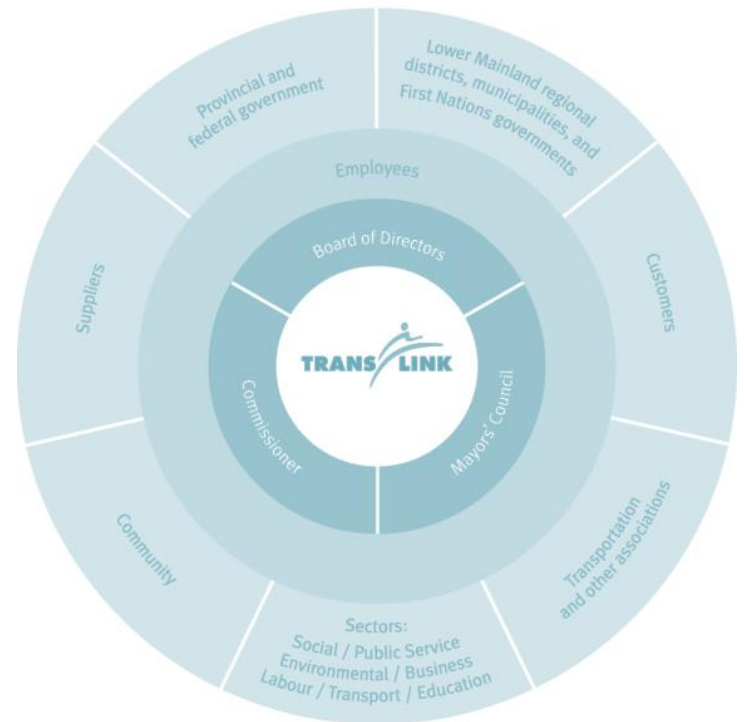 Provincial and
federal government
Lower Mainland regional
districts, municipalities, and
First Nations governments
Employees
Board of Directors
Suppliers
Customers
TRANS LINK
Commissioner
Mayors' Council
Community
Transportation
and other associations
Sectors:
Social / Public Service
Environmental / Business
Labour / Transport / Education